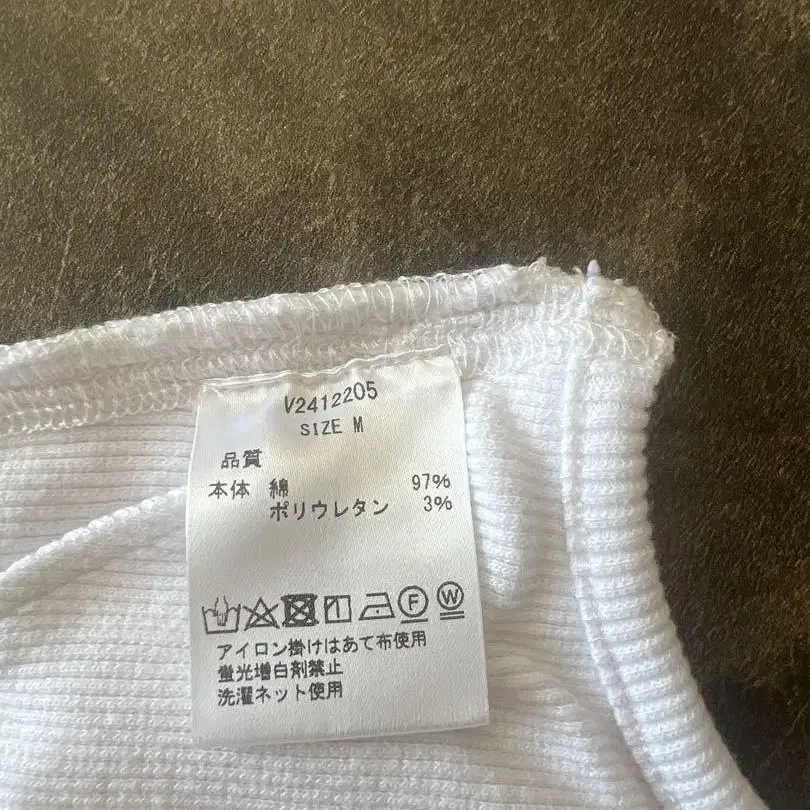 V2412205
SIZE M
品質
本体 綿 97%
ポリウレタン 3%
F W
アイロン掛けはあて布使用
蛍光増白剤禁止
洗濯ネット使用